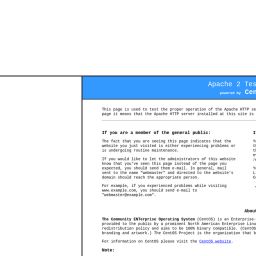 Apache 2 Tes
powered by Cen
This page is used to test the proper operation of the Apache HTTP se
page it means that the Apache HTTP server installed at this site is
If you are a member of the general public:
The fact that you are seeing this page indicates that the
website you just visited is either experiencing problems or
is undergoing routine maintenance.
If you would like to let the administrators of this website
know that you've seen this page instead of the page you
expected, you should send them e-mail. In general, mail
sent to the name "webmaster" and directed to the website's
domain should reach the appropriate person.
For example, if you experienced problems while visiting
www.example.com, you should send e-mail to
"webmaster@example.com".
About
The Community ENTerprise Operating System (CentOS) is an Enterprise-
provided to the public by a prominent North American Enterprise Linu
redistribution policy and aims to be 100% binary compatible. (CentOS
branding and artwork.) The CentOS Project is the organization that b
For information on CentOS please visit the CentOS website.
Note: